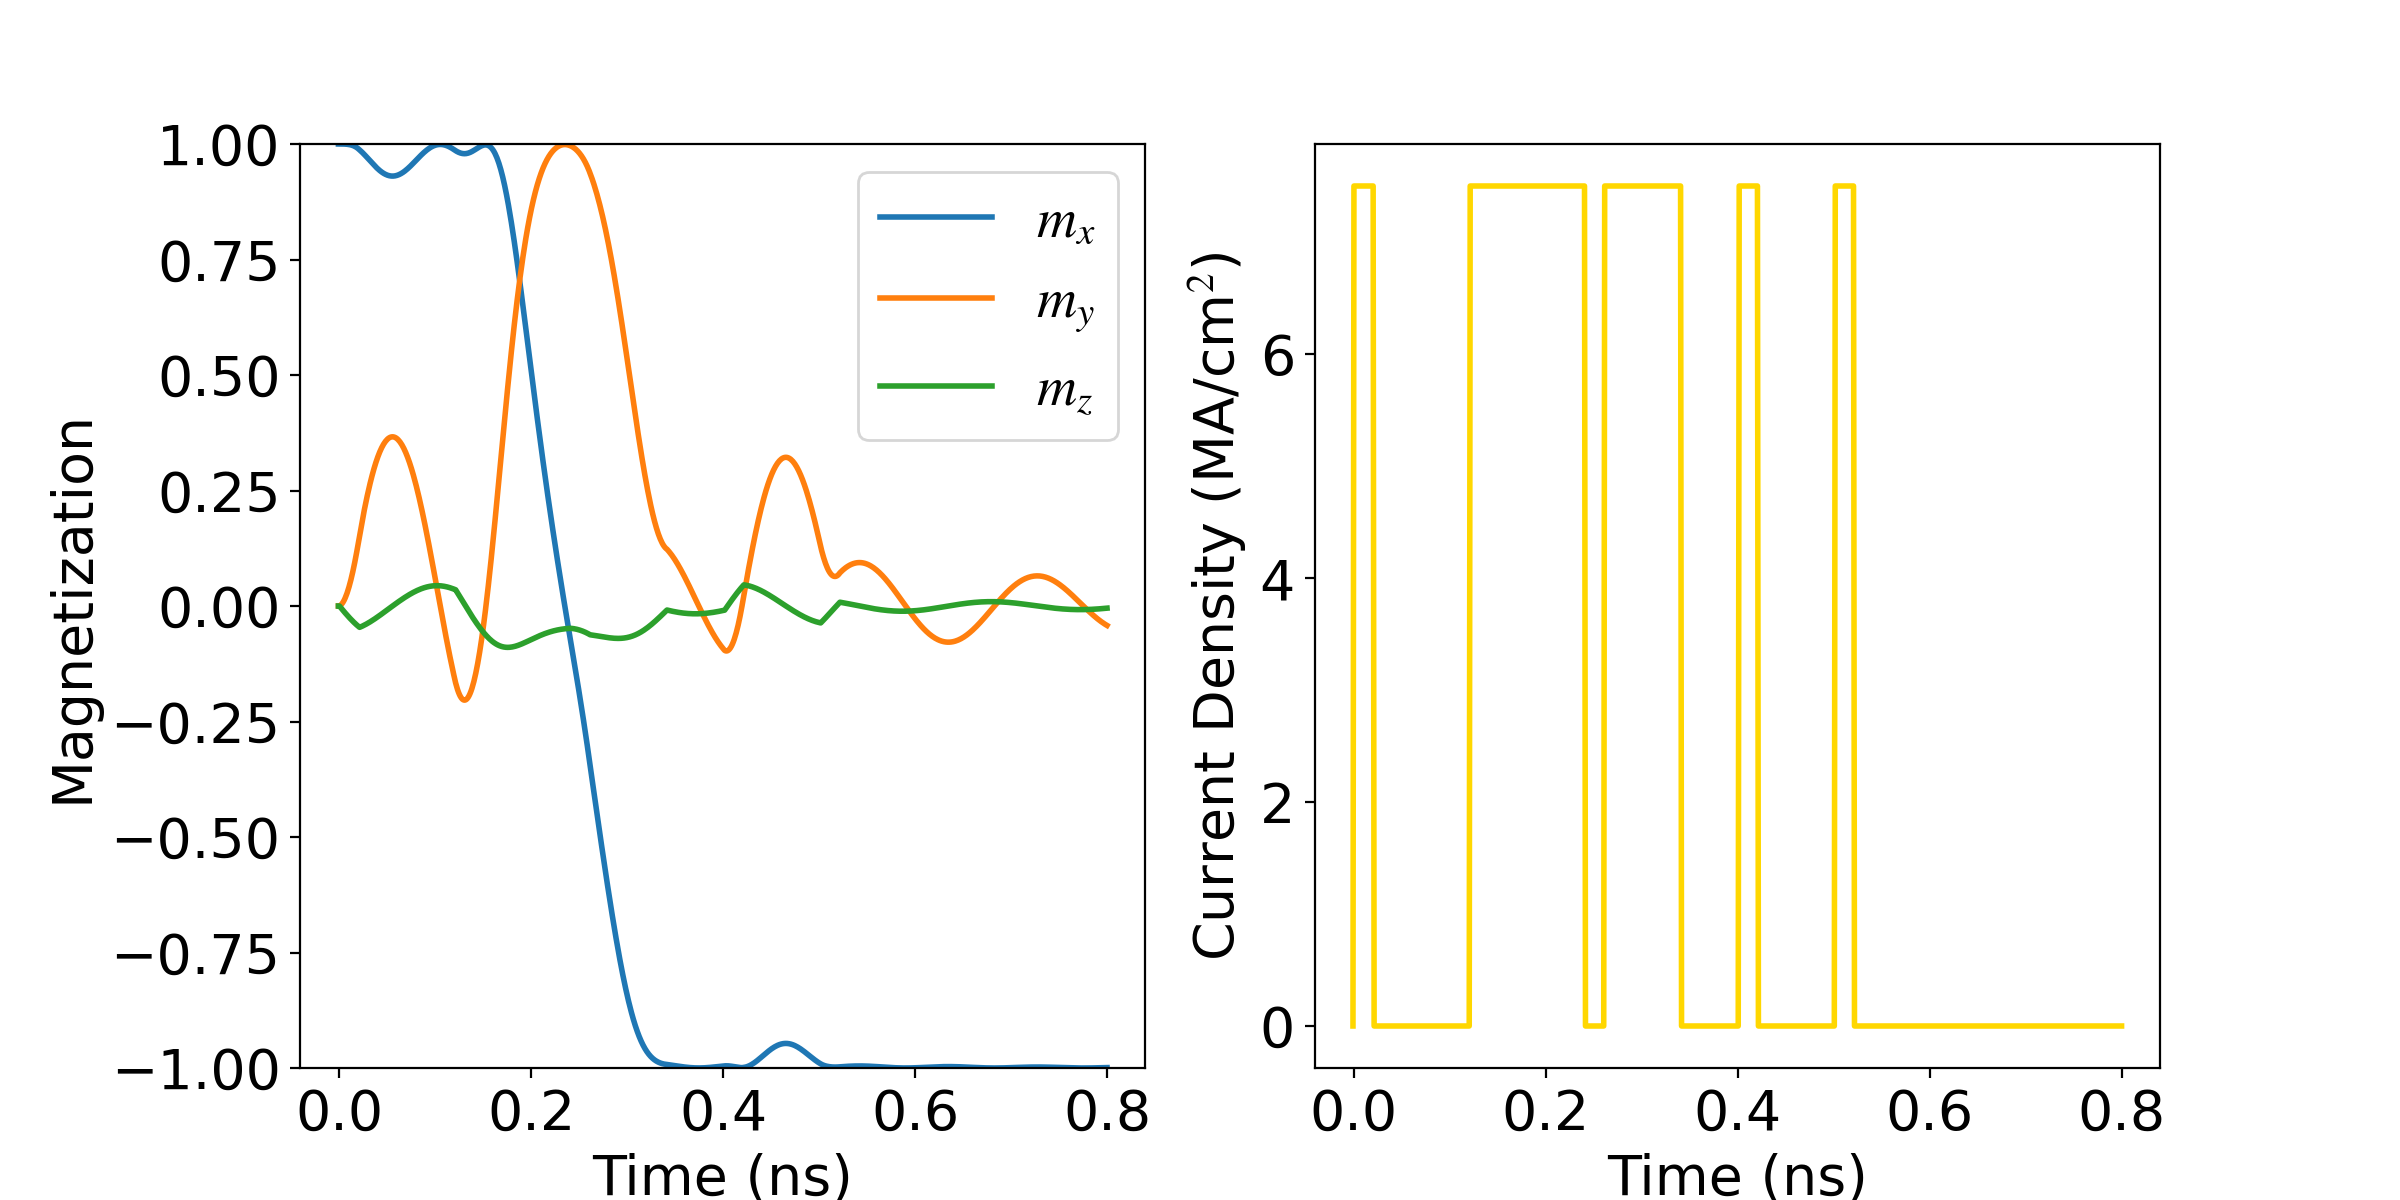 1.00
0.75
0.50
0.25
0.00
−0.25
−0.50
−0.75
−1.00
Magnetization
0.0 0.2 0.4 0.6 0.8
Time (ns)
m_x
m_y
m_z
Current Density (MA/cm²)
6
4
2
0
0.0 0.2 0.4 0.6 0.8
Time (ns)